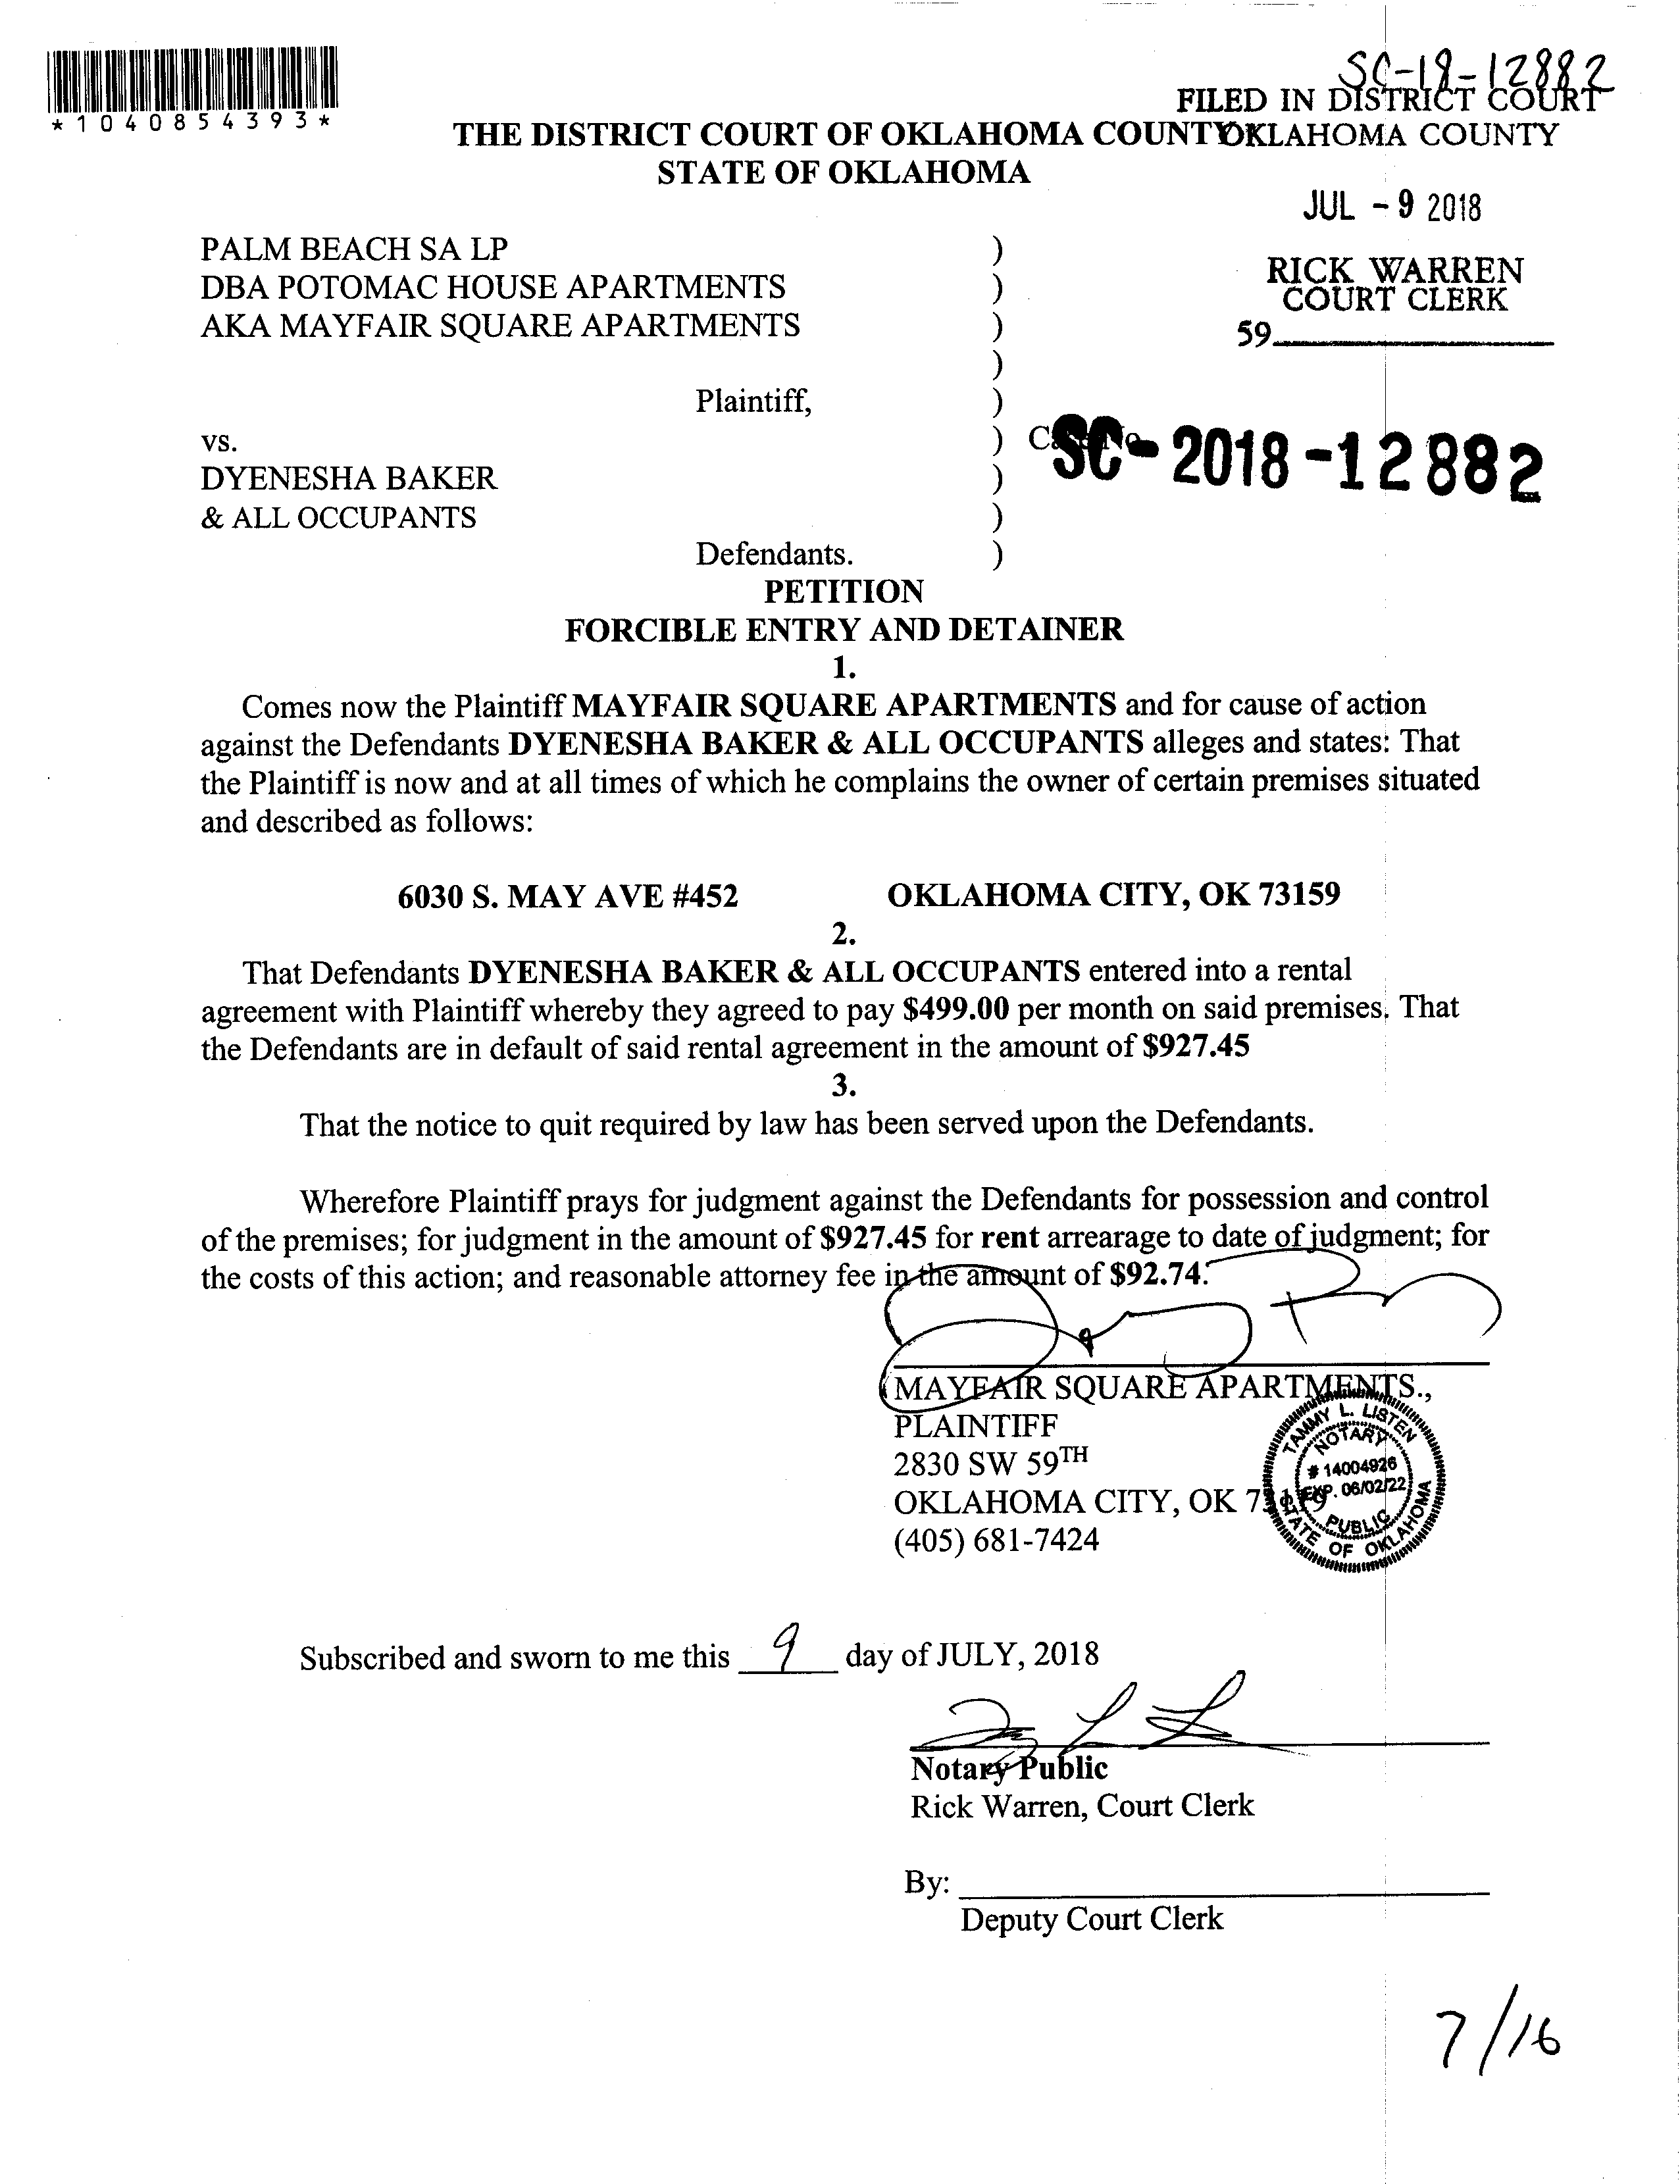 SC-18-12882
*1040854393*
FILED IN DISTRICT COURT
OKLAHOMA COUNTY
THE DISTRICT COURT OF OKLAHOMA COUNTY
STATE OF OKLAHOMA
JUL - 9 2018
PALM BEACH SA LP )
DBA POTOMAC HOUSE APARTMENTS )
AKA MAYFAIR SQUARE APARTMENTS )
)
RICK WARREN
COURT CLERK
59
Plaintiff, )
vs. ) Case No.
SC-2018-12882
DYENESHA BAKER )
& ALL OCCUPANTS )
Defendants. )
PETITION
FORCIBLE ENTRY AND DETAINER
1.
Comes now the Plaintiff MAYFAIR SQUARE APARTMENTS and for cause of action
against the Defendants DYENESHA BAKER & ALL OCCUPANTS alleges and states: That
the Plaintiff is now and at all times of which he complains the owner of certain premises situated
and described as follows:
6030 S. MAY AVE #452 OKLAHOMA CITY, OK 73159
2.
That Defendants DYENESHA BAKER & ALL OCCUPANTS entered into a rental
agreement with Plaintiff whereby they agreed to pay $499.00 per month on said premises. That
the Defendants are in default of said rental agreement in the amount of $927.45
3.
That the notice to quit required by law has been served upon the Defendants.
Wherefore Plaintiff prays for judgment against the Defendants for possession and control
of the premises; for judgment in the amount of $927.45 for rent arrearage to date of judgment; for
the costs of this action; and reasonable attorney fee in the amount of $92.74.
MAYFAIR SQUARE APARTMENTS.,
PLAINTIFF
2830 SW 59TH
OKLAHOMA CITY, OK 73119
(405) 681-7424
TAMMY L. LISTEN
NOTARY
# 14004926
EXP. 06/02/22
PUBLIC
STATE OF OKLAHOMA
Subscribed and sworn to me this 9 day of JULY, 2018
Notary Public
Rick Warren, Court Clerk
By:
Deputy Court Clerk
7/16